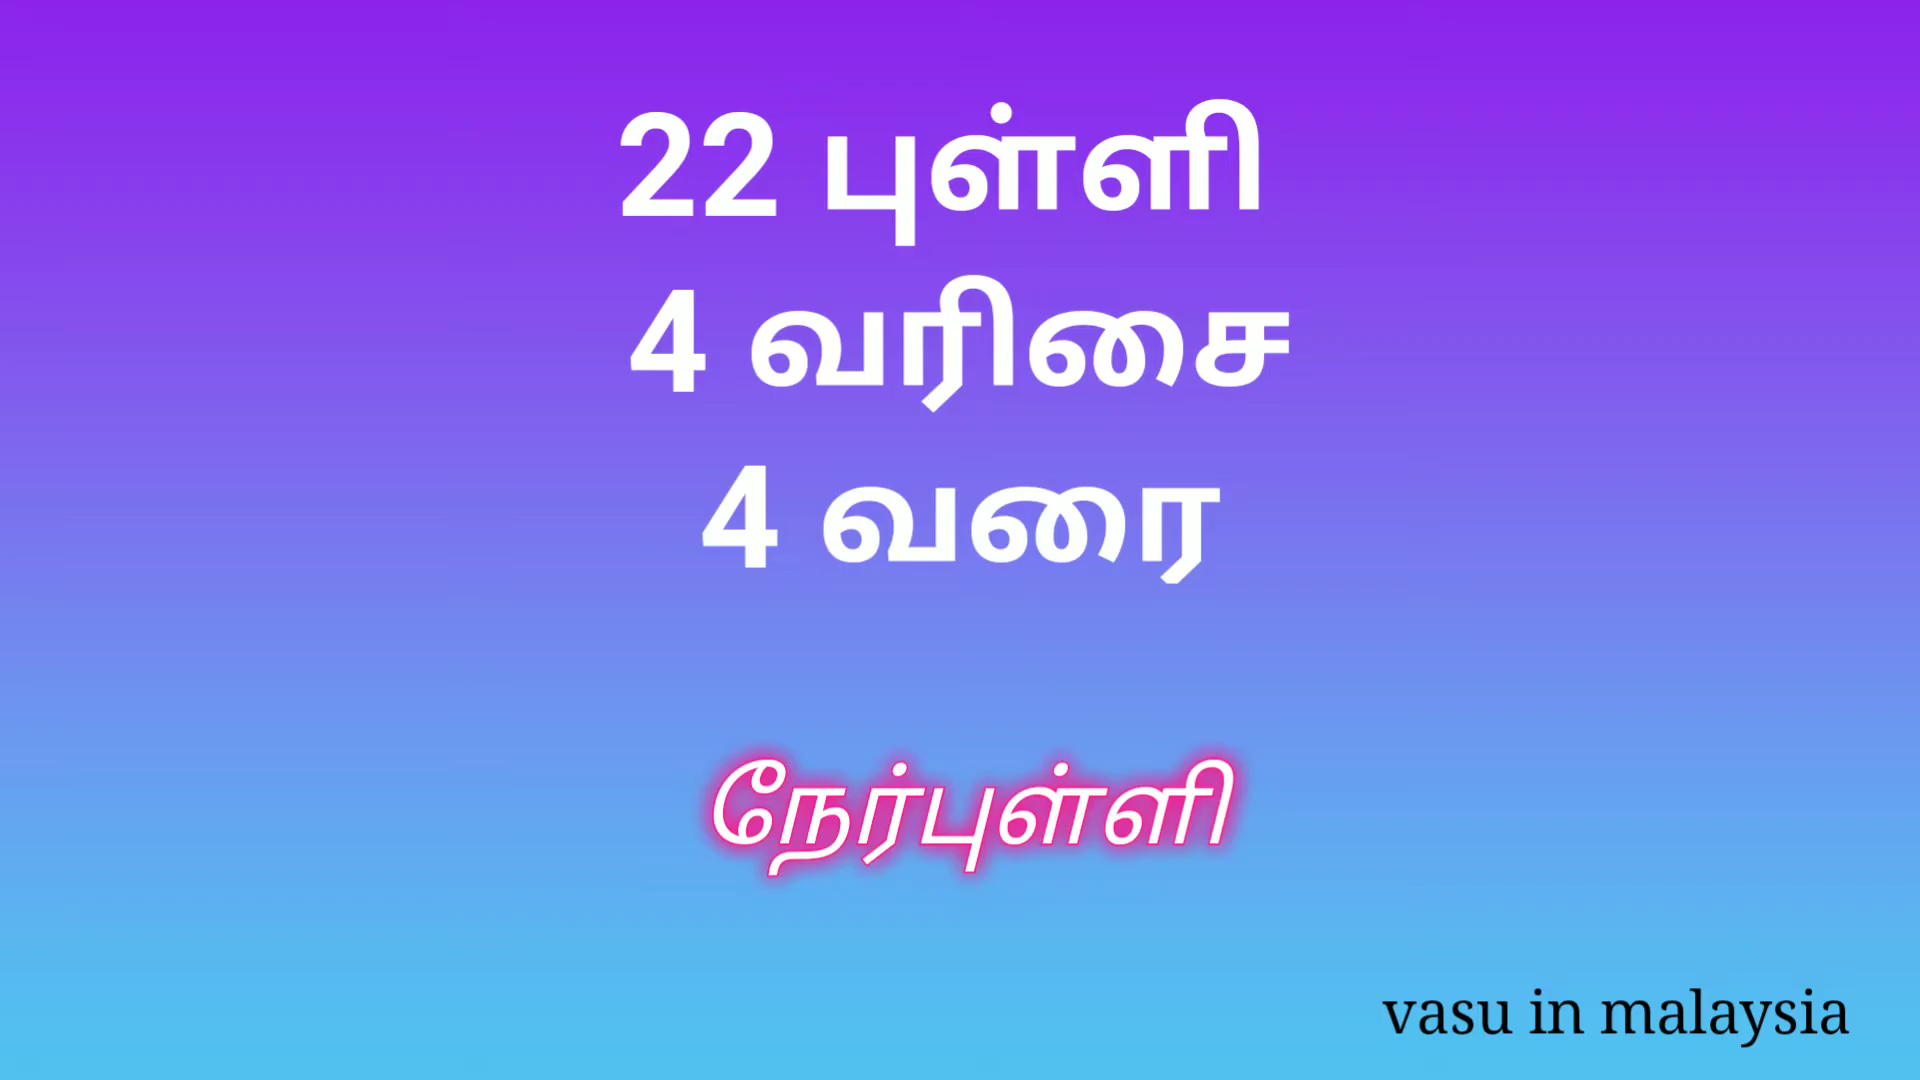 22 புள்ளி
4 வரிசை
4 வரை
நேர்புள்ளி
vasu in malaysia